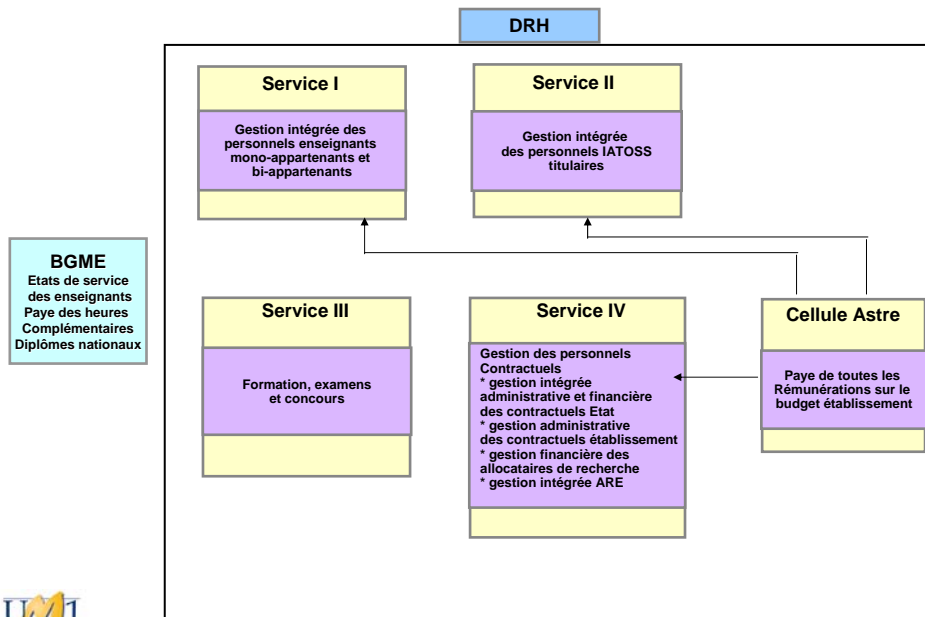 DRH
Service I
Gestion intégrée des
personnels enseignants
mono-appartenants et
bi-appartenants
Service II
Gestion intégrée
des personnels IATOSS
titulaires
BGME
Etats de service
des enseignants
Paye des heures
Complémentaires
Diplômes nationaux
Service III
Formation, examens
et concours
Service IV
Gestion des personnels
Contractuels
* gestion intégrée
administrative et financière
des contractuels Etat
* gestion administrative
des contractuels établissement
* gestion financière des
allocataires de recherche
* gestion intégrée ARE
Cellule Astre
Paye de toutes les
Rémunérations sur le
budget établissement
UM1